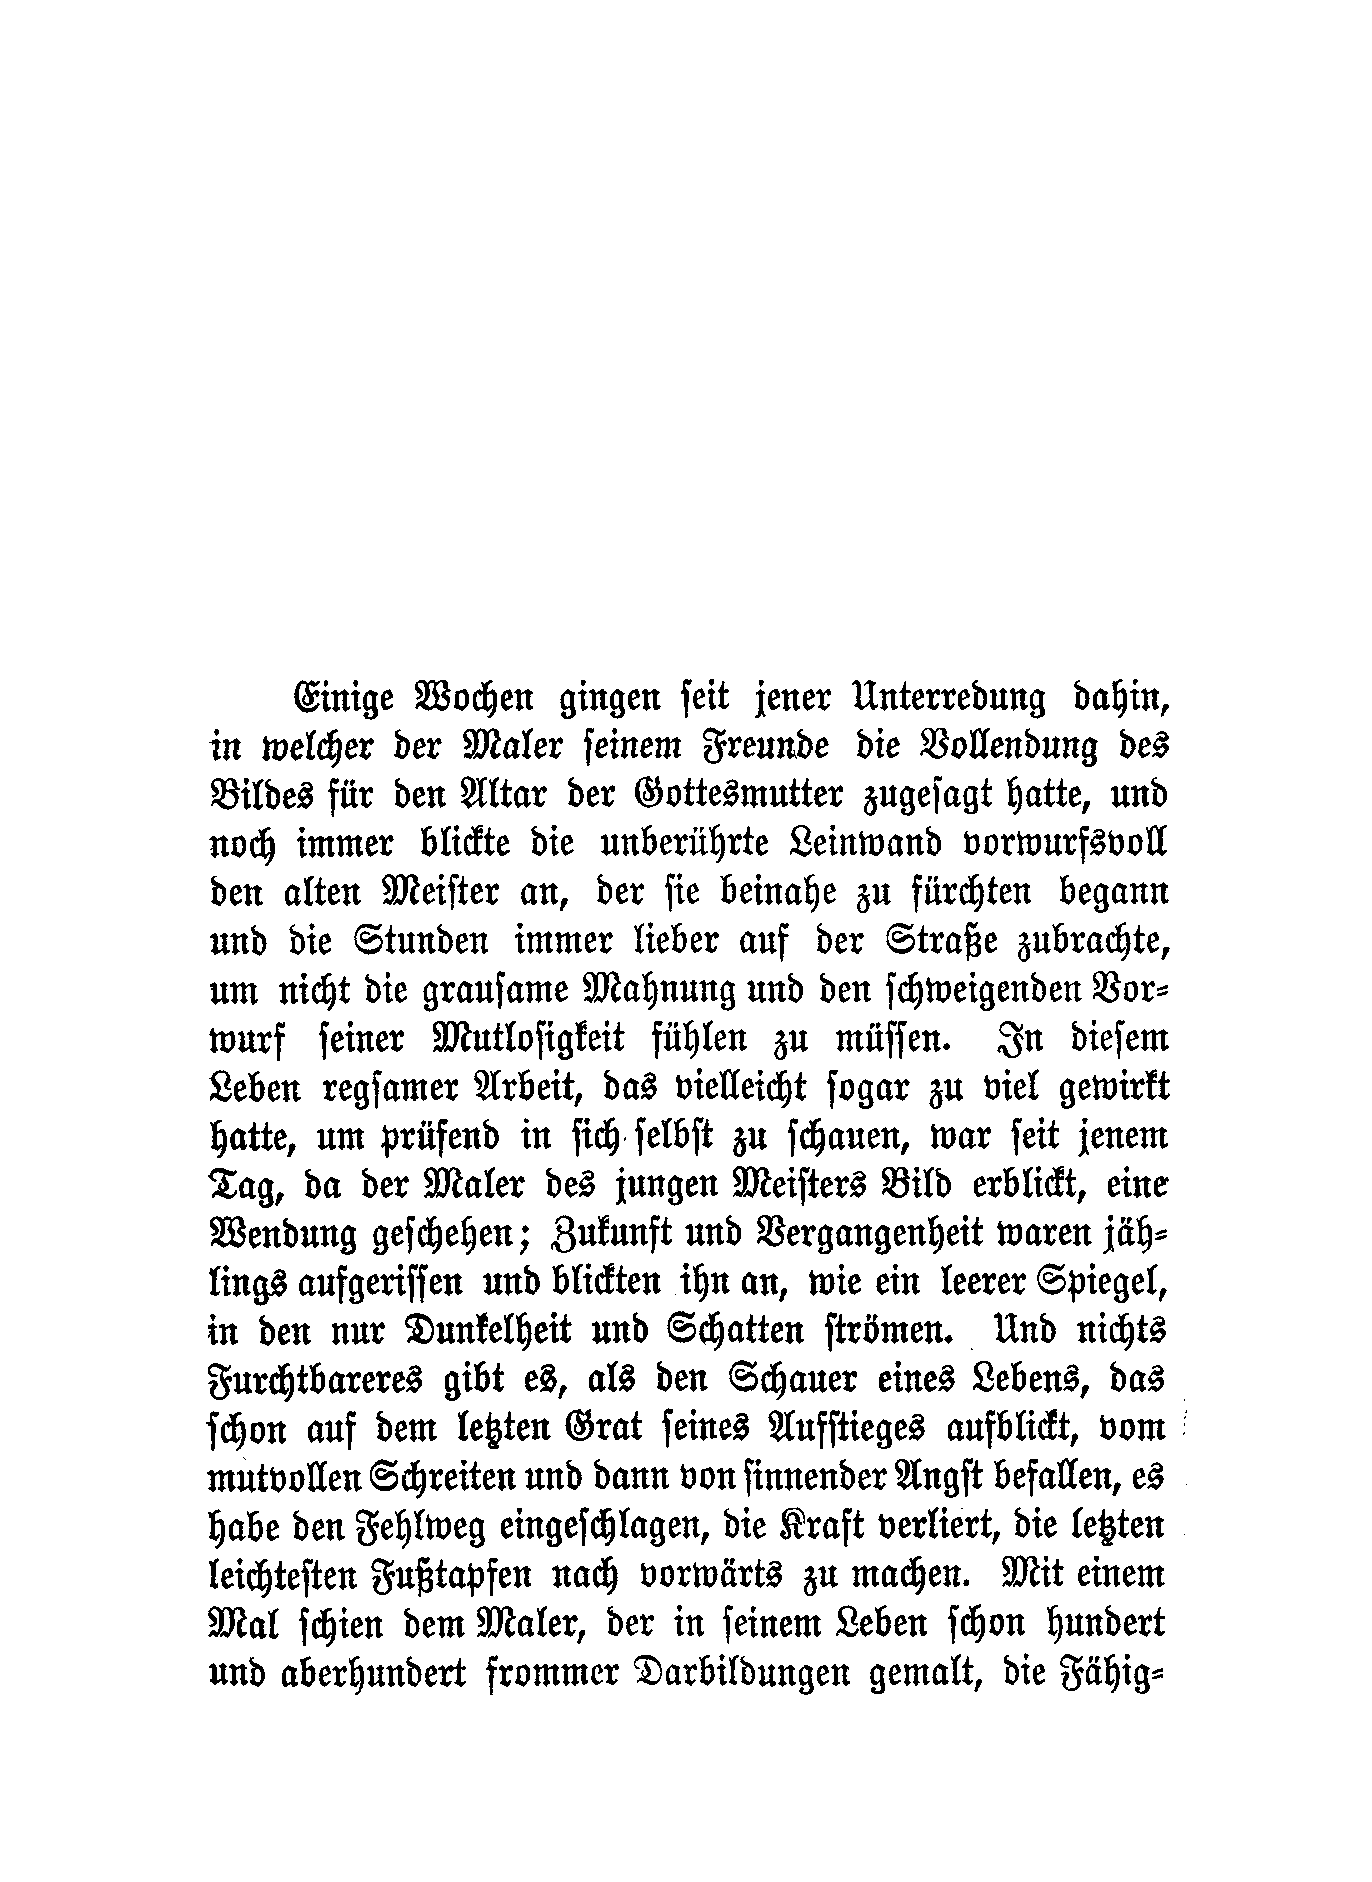 Einige Wochen gingen seit jener Unterredung dahin,
in welcher der Maler seinem Freunde die Vollendung des
Bildes für den Altar der Gottesmutter zugesagt hatte, und
noch immer blickte die unberührte Leinwand vorwurfsvoll
den alten Meister an, der sie beinahe zu fürchten begann
und die Stunden immer lieber auf der Straße zubrachte,
um nicht die grausame Mahnung und den schweigenden Vor-
wurf seiner Mutlosigkeit fühlen zu müssen. In diesem
Leben regsamer Arbeit, das vielleicht sogar zu viel gewirkt
hatte, um prüfend in sich selbst zu schauen, war seit jenem
Tag, da der Maler des jungen Meisters Bild erblickt, eine
Wendung geschehen; Zukunft und Vergangenheit waren jäh-
lings aufgerissen und blickten ihn an, wie ein leerer Spiegel,
in den nur Dunkelheit und Schatten strömen. Und nichts
Furchtbareres gibt es, als den Schauer eines Lebens, das
schon auf dem letzten Grat seines Aufstieges aufblickt, vom
mutvollen Schreiten und dann von sinnender Angst befallen, es
habe den Fehlweg eingeschlagen, die Kraft verliert, die letzten
leichtesten Fußtapfen nach vorwärts zu machen. Mit einem
Mal schien dem Maler, der in seinem Leben schon hundert
und aberhundert frommer Darbildungen gemalt, die Fähig-